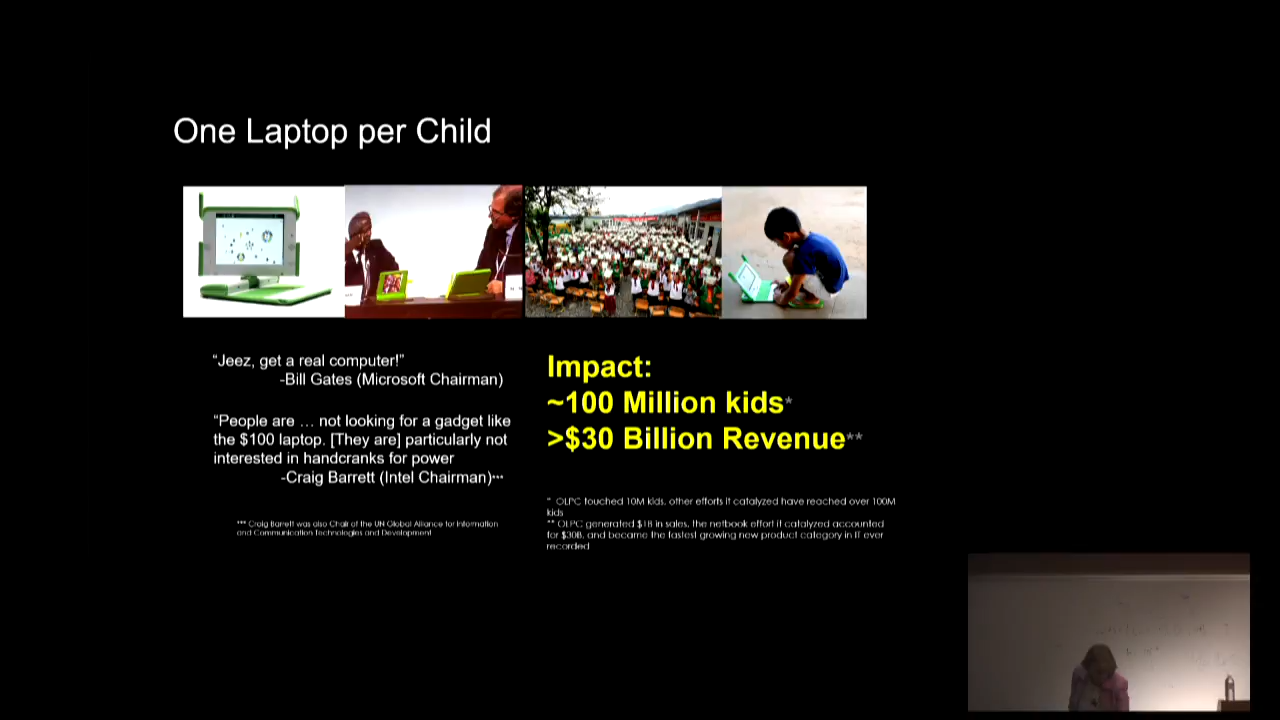 One Laptop per Child
“Jeez, get a real computer!”
-Bill Gates (Microsoft Chairman)
“People are … not looking for a gadget like
the $100 laptop. [They are] particularly not
interested in handcranks for power
-Craig Barrett (Intel Chairman)***
*** Craig Barrett was also Chair of the UN Global Alliance for Information
and Communication Technologies and Development
Impact:
~100 Million kids*
>$30 Billion Revenue**
* OLPC touched 10M kids, other efforts it catalyzed have reached over 100M
kids
** OLPC generated $1B in sales, the netbook effort it catalyzed accounted
for $30B, and became the fastest growing new product category in IT ever
recorded